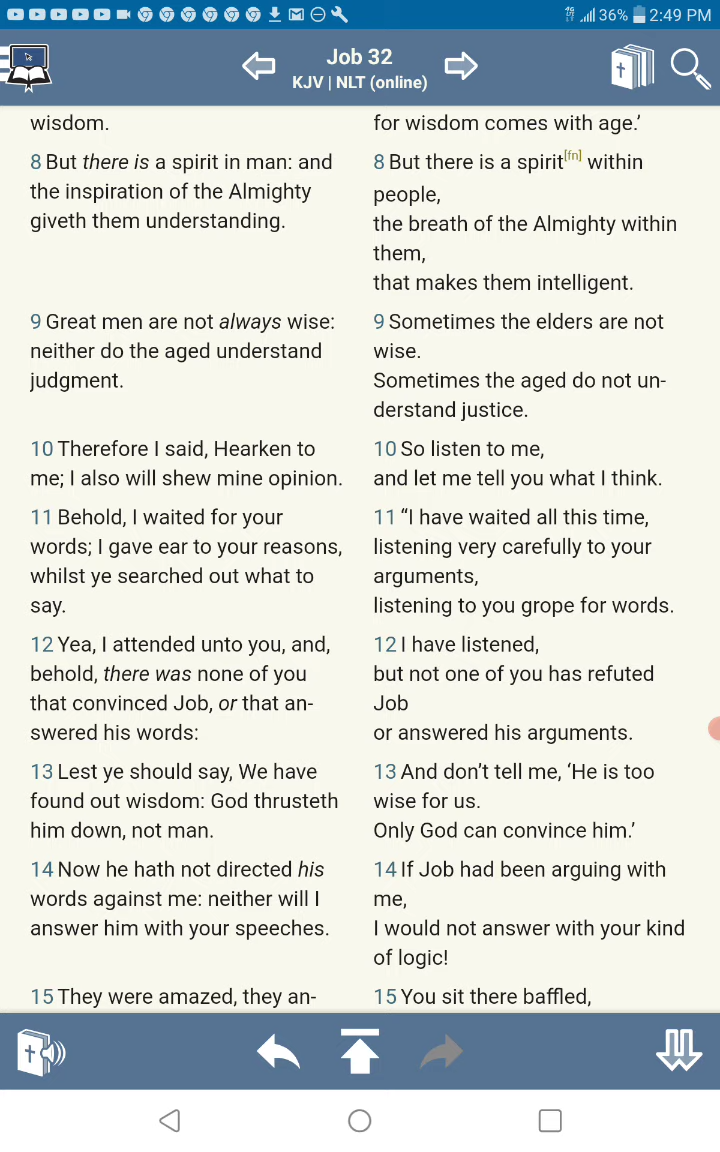 36% 2:49 PM
Job 32
KJV | NLT (online)
wisdom.
8 But there is a spirit in man: and
the inspiration of the Almighty
giveth them understanding.
9 Great men are not always wise:
neither do the aged understand
judgment.
10 Therefore I said, Hearken to
me; I also will shew mine opinion.
11 Behold, I waited for your
words; I gave ear to your reasons,
whilst ye searched out what to
say.
12 Yea, I attended unto you, and,
behold, there was none of you
that convinced Job, or that an-
swered his words:
13 Lest ye should say, We have
found out wisdom: God thrusteth
him down, not man.
14 Now he hath not directed his
words against me: neither will I
answer him with your speeches.
15 They were amazed, they an-
for wisdom comes with age.’
8 But there is a spirit[fn] within
people,
the breath of the Almighty within
them,
that makes them intelligent.
9 Sometimes the elders are not
wise.
Sometimes the aged do not un-
derstand justice.
10 So listen to me,
and let me tell you what I think.
11 “I have waited all this time,
listening very carefully to your
arguments,
listening to you grope for words.
12 I have listened,
but not one of you has refuted
Job
or answered his arguments.
13 And don’t tell me, ‘He is too
wise for us.
Only God can convince him.’
14 If Job had been arguing with
me,
I would not answer with your kind
of logic!
15 You sit there baffled,